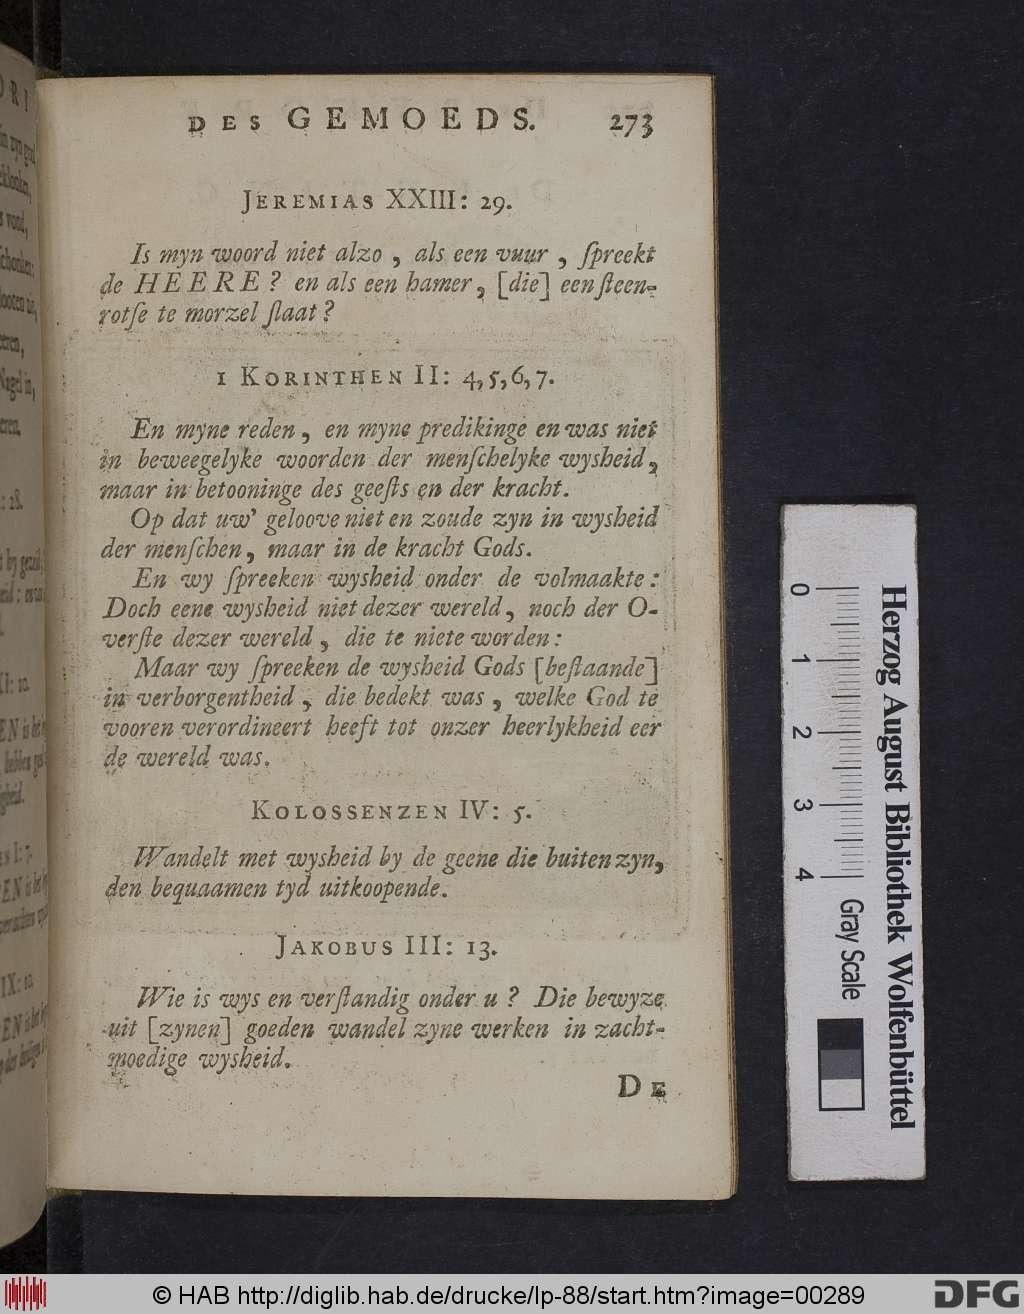 DES GEMOEDS. 273
JEREMIAS XXIII: 29.
Is myn woord niet alzo, als een vuur, ſpreekt
de HEERE? en als een hamer, [die] een ſteen-
rotſe te morzel ſlaat?
1 KORINTHEN II: 4, 5, 6, 7.
En myne reden, en myne predikinge en was niet
in beweegelyke woorden der menſchelyke wysheid,
maar in betooninge des geeſts en der kracht.
Op dat uw' geloove niet en zoude zyn in wysheid
der menſchen, maar in de kracht Gods.
En wy ſpreeken wysheid onder de volmaakte:
Doch eene wysheid niet dezer wereld, noch der O-
verſte dezer wereld, die te niete worden:
Maar wy ſpreeken de wysheid Gods [beſtaande]
in verborgentheid, die bedekt was, welke God te
vooren verordineert heeft tot onzer heerlykheid eer
de wereld was.
KOLOSSENZEN IV: 5.
Wandelt met wysheid by de geene die buiten zyn,
den bequaamen tyd uitkoopende.
JAKOBUS III: 13.
Wie is wys en verſtandig onder u? Die bewyze
uit [zynen] goeden wandel zyne werken in zacht-
moedige wysheid.
DE
0 1 2 3 4
Gray Scale
Herzog August Bibliothek Wolfenbüttel
© HAB http://diglib.hab.de/drucke/lp-88/start.htm?image=00289
DFG